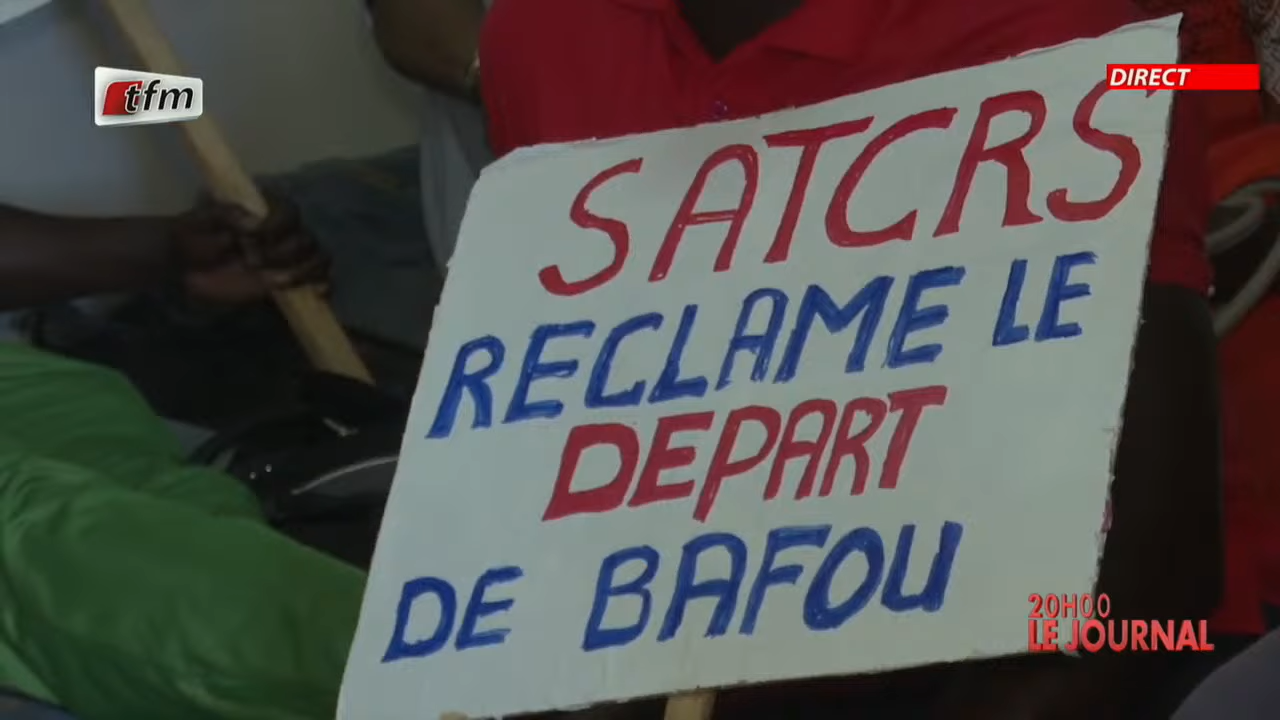 tfm
DIRECT
SATCRS
RECLAME LE
DEPART
DE BAFOU
20H00
LE JOURNAL